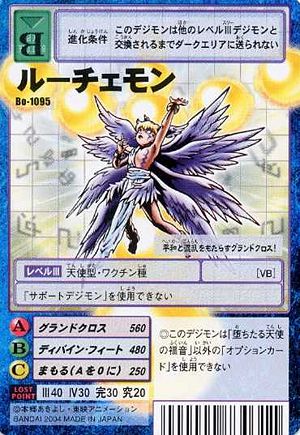 B
しん か じょうけん
進化条件
このデジモンは他のレベルⅢデジモンと
交換されるまでダークエリアに送られない
ルーチェモン
Bo-1095
平和と混乱をもたらすグランドクロス!
レベルⅢ 天使型・ワクチン種 [VB]
「サポートデジモン」を使用できない
A グランドクロス 560
B ディバイン・フィート 480
C まもる(Aを0に) 250
◎このデジモンは「堕ちたる天使
の福音」以外の「オプションカー
ド」は使用できない
LOST POINT Ⅲ40 Ⅳ30 完30 究20
©本郷あきよし・東映アニメーション
BANDAI 2004 MADE IN JAPAN